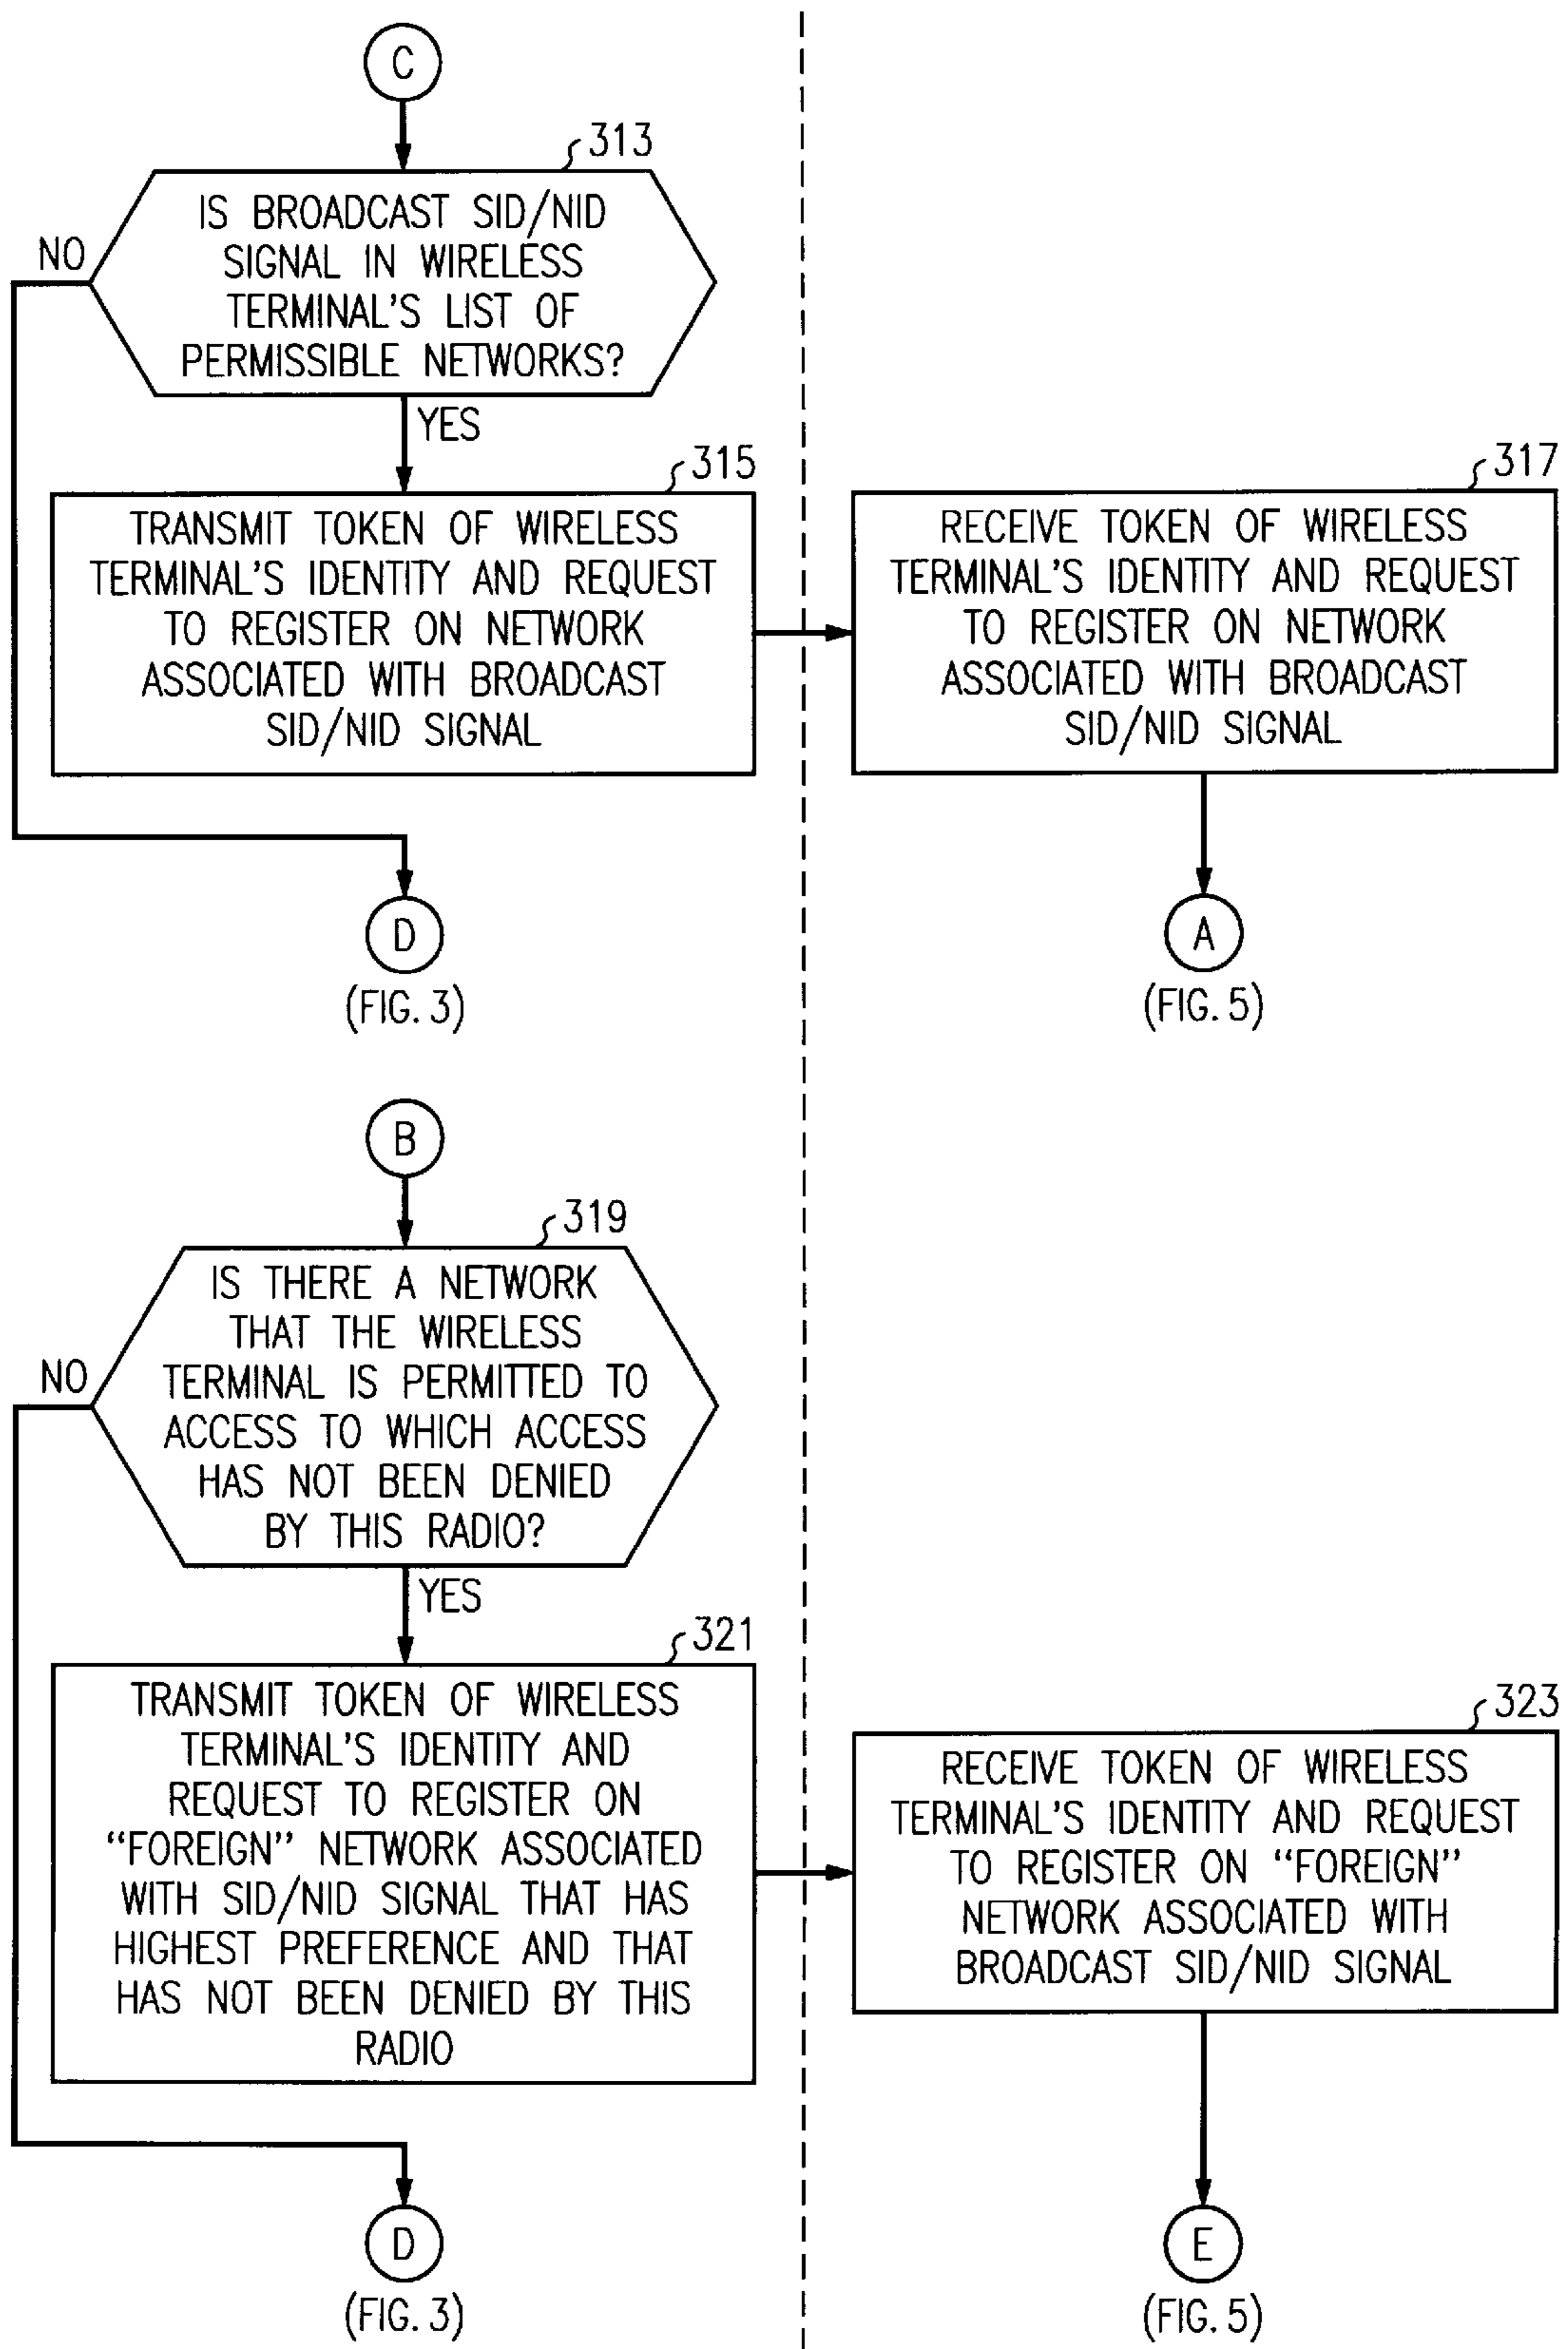 C
313
IS BROADCAST SID/NID
SIGNAL IN WIRELESS
TERMINAL'S LIST OF
PERMISSIBLE NETWORKS?
NO
YES
315
TRANSMIT TOKEN OF WIRELESS
TERMINAL'S IDENTITY AND REQUEST
TO REGISTER ON NETWORK
ASSOCIATED WITH BROADCAST
SID/NID SIGNAL
317
RECEIVE TOKEN OF WIRELESS
TERMINAL'S IDENTITY AND REQUEST
TO REGISTER ON NETWORK
ASSOCIATED WITH BROADCAST
SID/NID SIGNAL
D
(FIG. 3)
A
(FIG. 5)
B
319
IS THERE A NETWORK
THAT THE WIRELESS
TERMINAL IS PERMITTED TO
ACCESS TO WHICH ACCESS
HAS NOT BEEN DENIED
BY THIS RADIO?
NO
YES
321
TRANSMIT TOKEN OF WIRELESS
TERMINAL'S IDENTITY AND
REQUEST TO REGISTER ON
“FOREIGN” NETWORK ASSOCIATED
WITH SID/NID SIGNAL THAT HAS
HIGHEST PREFERENCE AND THAT
HAS NOT BEEN DENIED BY THIS
RADIO
323
RECEIVE TOKEN OF WIRELESS
TERMINAL'S IDENTITY AND REQUEST
TO REGISTER ON “FOREIGN”
NETWORK ASSOCIATED WITH
BROADCAST SID/NID SIGNAL
D
(FIG. 3)
E
(FIG. 5)